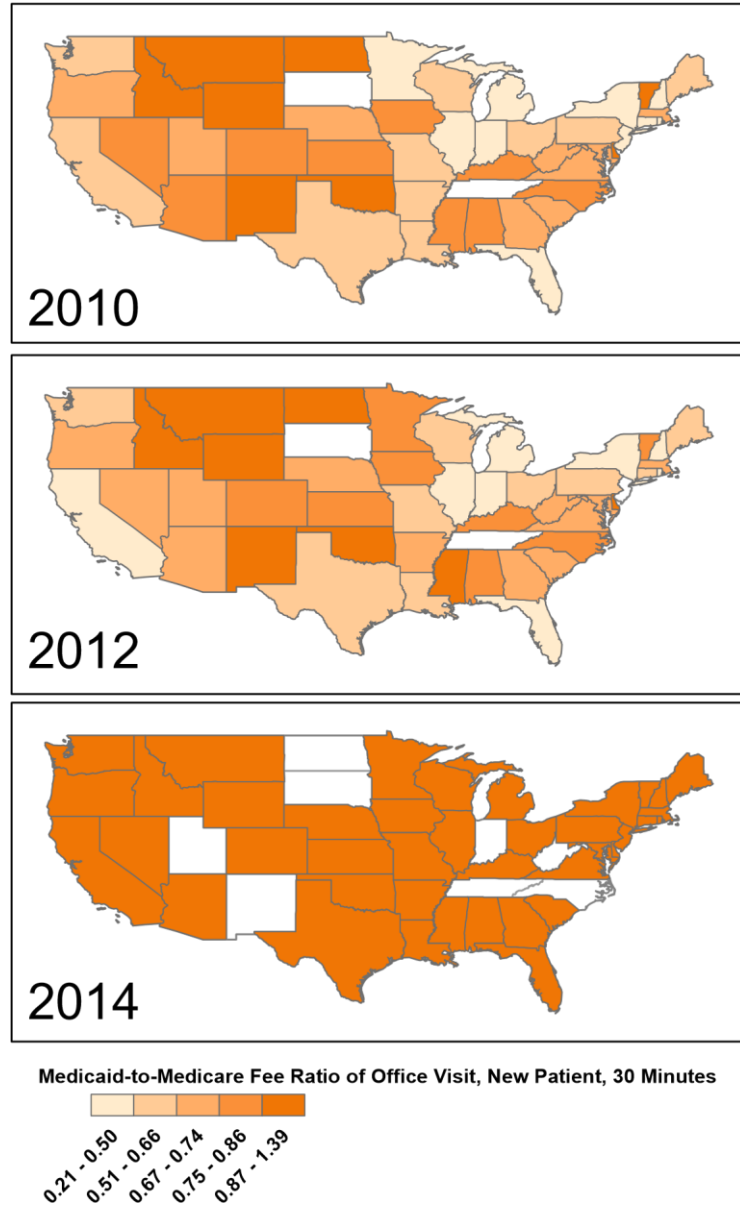 2010
2012
2014
Medicaid-to-Medicare Fee Ratio of Office Visit, New Patient, 30 Minutes
0.21 - 0.50
0.51 - 0.66
0.67 - 0.74
0.75 - 0.86
0.87 - 1.39